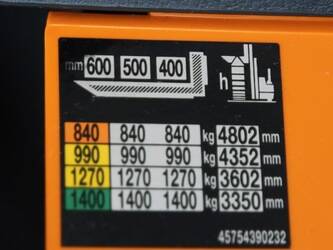 mm 600 500 400
h
840 840 840 kg 4802 mm
990 990 990 kg 4352 mm
1270 1270 1270 kg 3602 mm
1400 1400 1400 kg 3350 mm
45754390232